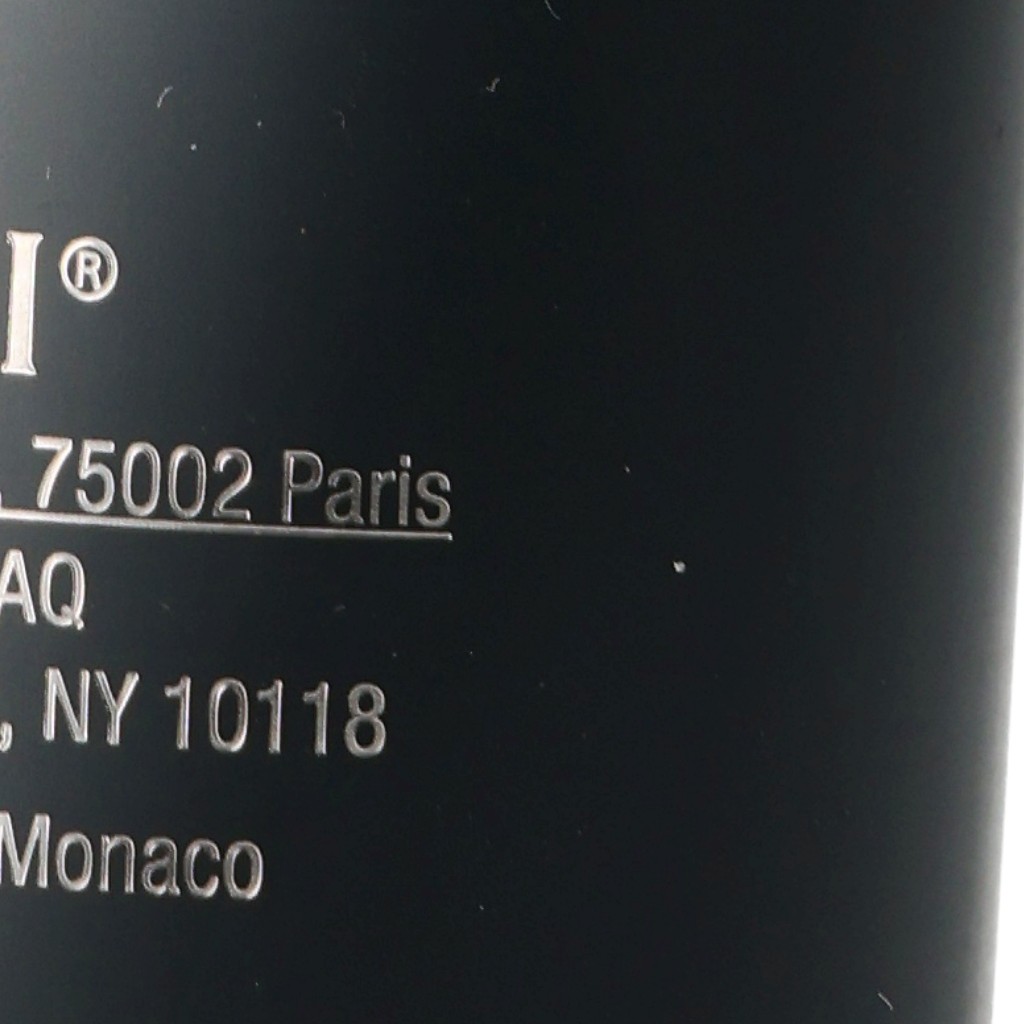 I®
, 75002 Paris
AQ
, NY 10118
Monaco